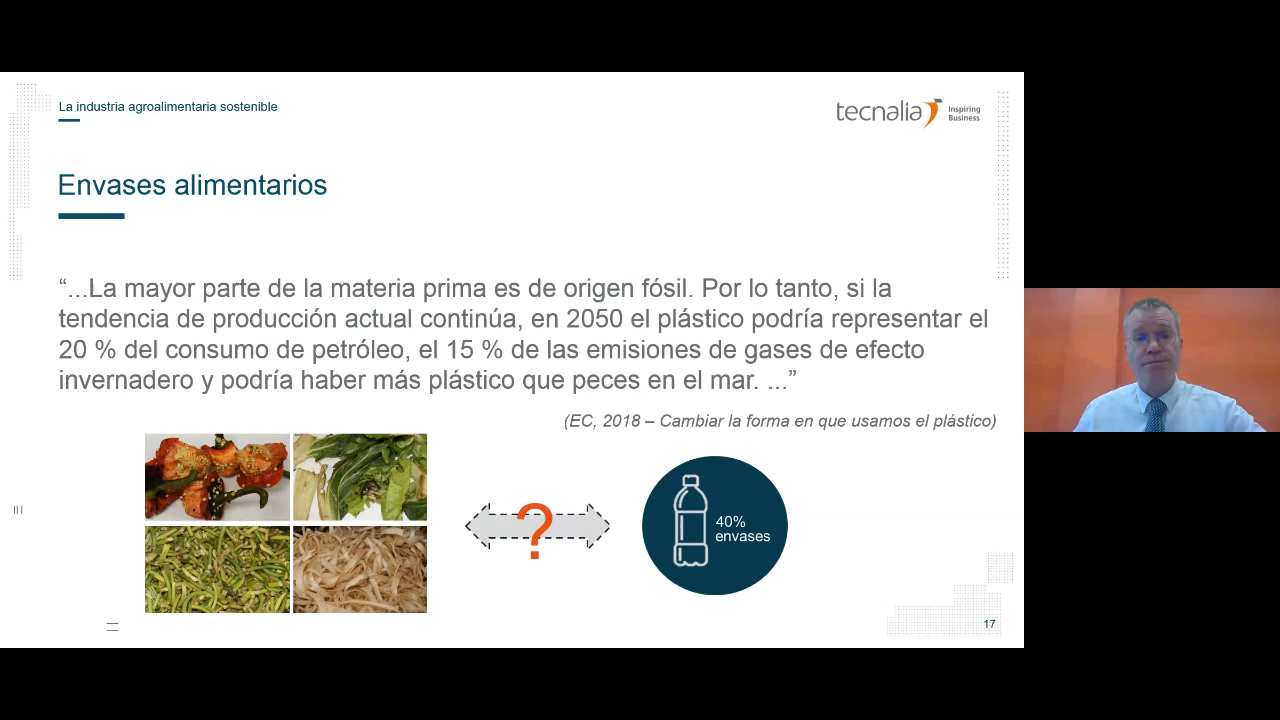 La industria agroalimentaria sostenible
tecnalia Inspiring
Business
Envases alimentarios
“...La mayor parte de la materia prima es de origen fósil. Por lo tanto, si la
tendencia de producción actual continúa, en 2050 el plástico podría representar el
20 % del consumo de petróleo, el 15 % de las emisiones de gases de efecto
invernadero y podría haber más plástico que peces en el mar. ...”
(EC, 2018 – Cambiar la forma en que usamos el plástico)
?
40%
envases
17